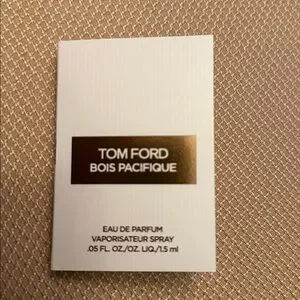 TOM FORD
BOIS PACIFIQUE
EAU DE PARFUM
VAPORISATEUR SPRAY
.05 FL. OZ./OZ. LIQ./1.5 ml